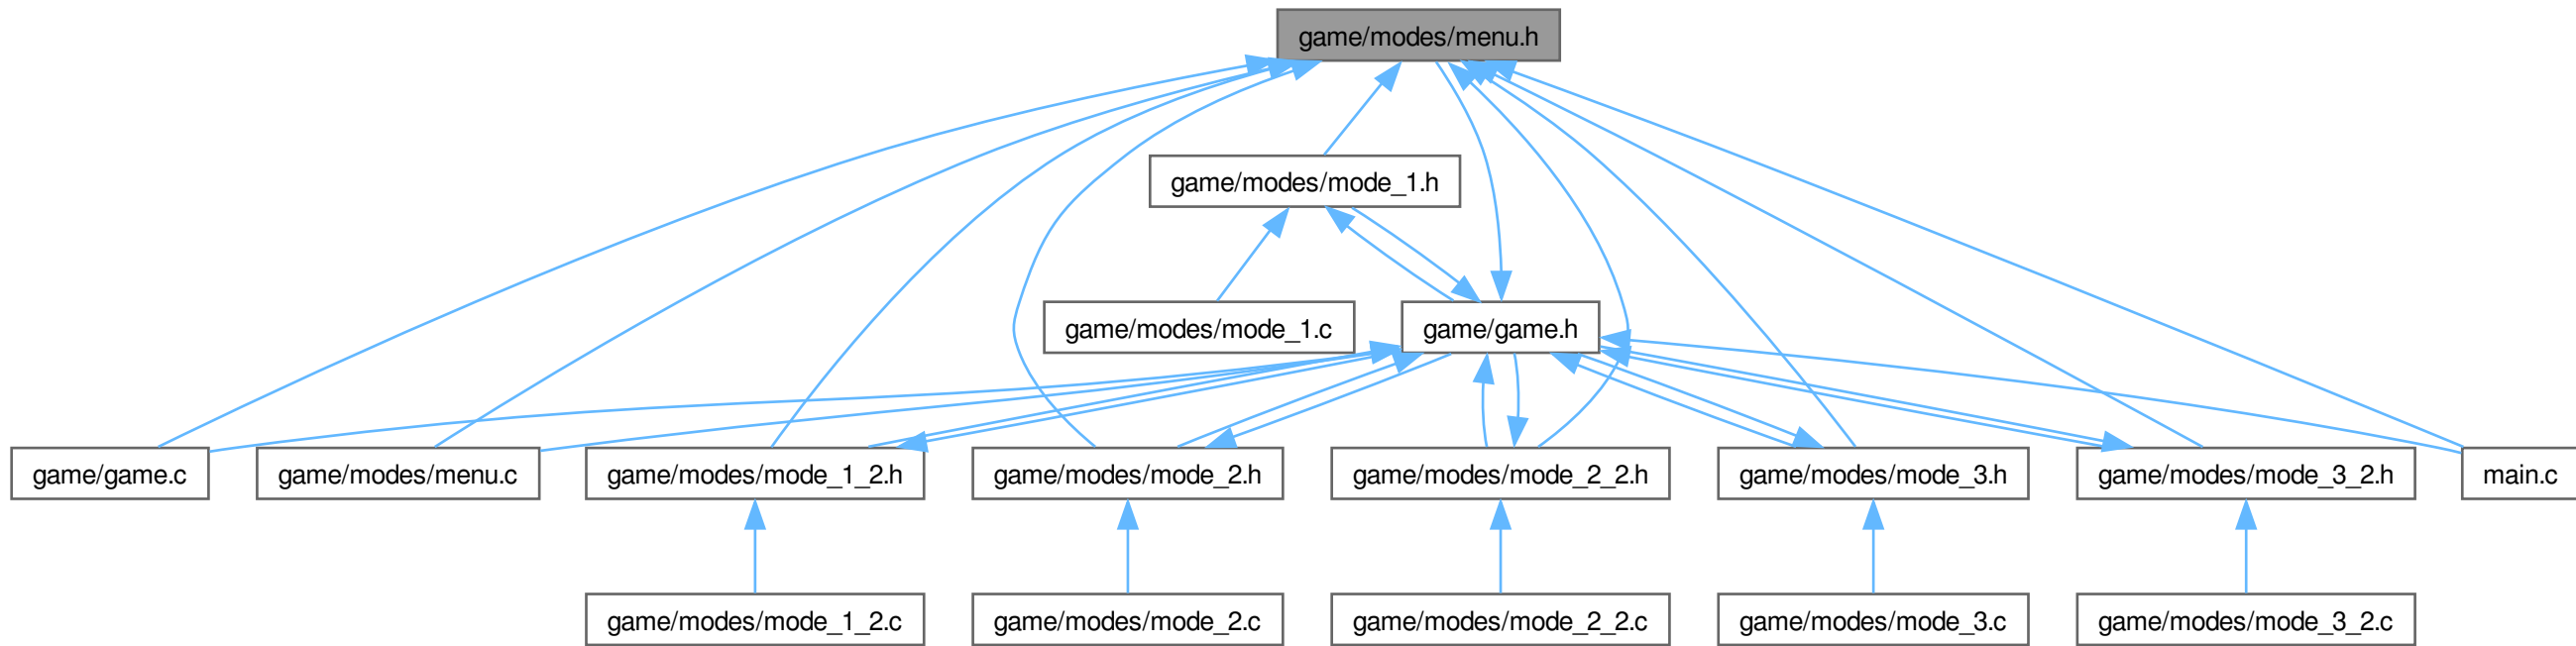 game/modes/menu.h
game/modes/mode_1.h
game/modes/mode_1.c
game/game.h
game/game.c
game/modes/menu.c
game/modes/mode_1_2.h
game/modes/mode_2.h
game/modes/mode_2_2.h
game/modes/mode_3.h
game/modes/mode_3_2.h
main.c
game/modes/mode_1_2.c
game/modes/mode_2.c
game/modes/mode_2_2.c
game/modes/mode_3.c
game/modes/mode_3_2.c